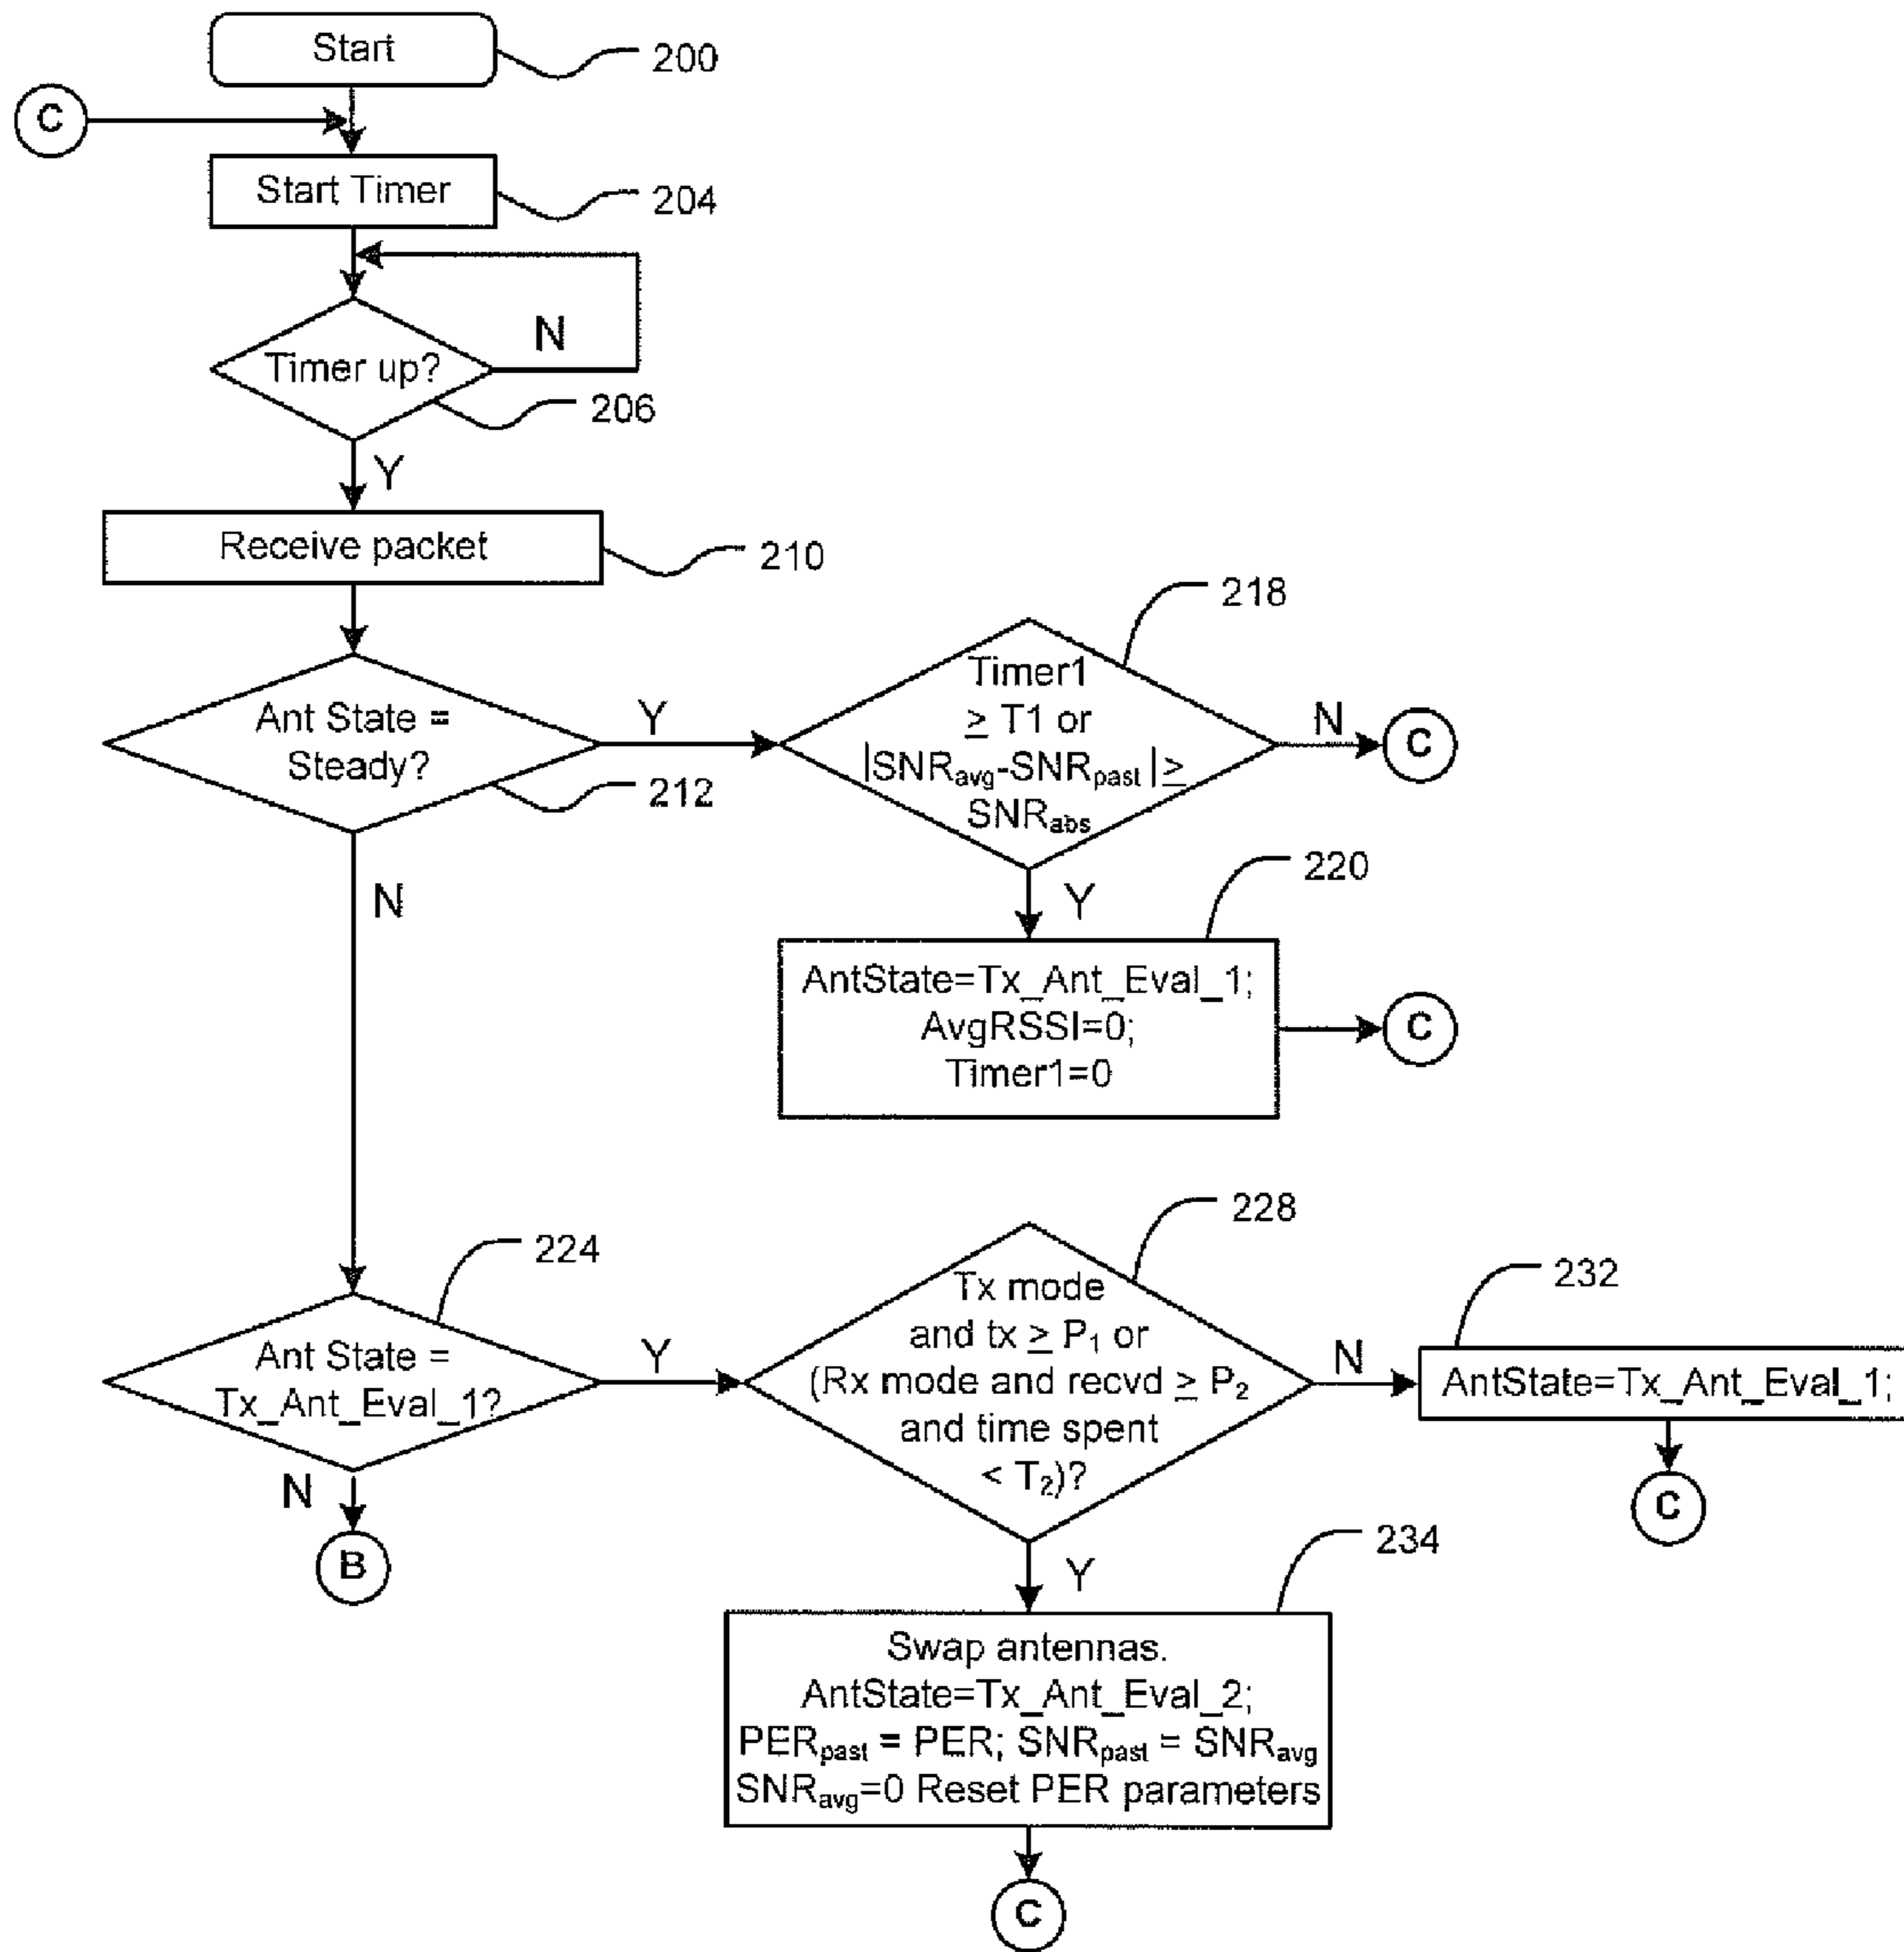 Start
200
C
Start Timer
204
Timer up?
N
206
Y
Receive packet
210
Ant State =
Steady?
212
Y
N
Timer1
≥ T1 or
|SNRavg-SNRpast|≥
SNRabs
218
N
C
Y
220
AntState=Tx_Ant_Eval_1;
AvgRSSI=0;
Timer1=0
C
224
Ant State =
Tx_Ant_Eval_1?
Y
N
B
228
Tx mode
and tx ≥ P1 or
(Rx mode and recvd ≥ P2
and time spent
< T2)?
N
232
AntState=Tx_Ant_Eval_1;
C
Y
234
Swap antennas.
AntState=Tx_Ant_Eval_2;
PERpast = PER; SNRpast = SNRavg
SNRavg=0 Reset PER parameters
C